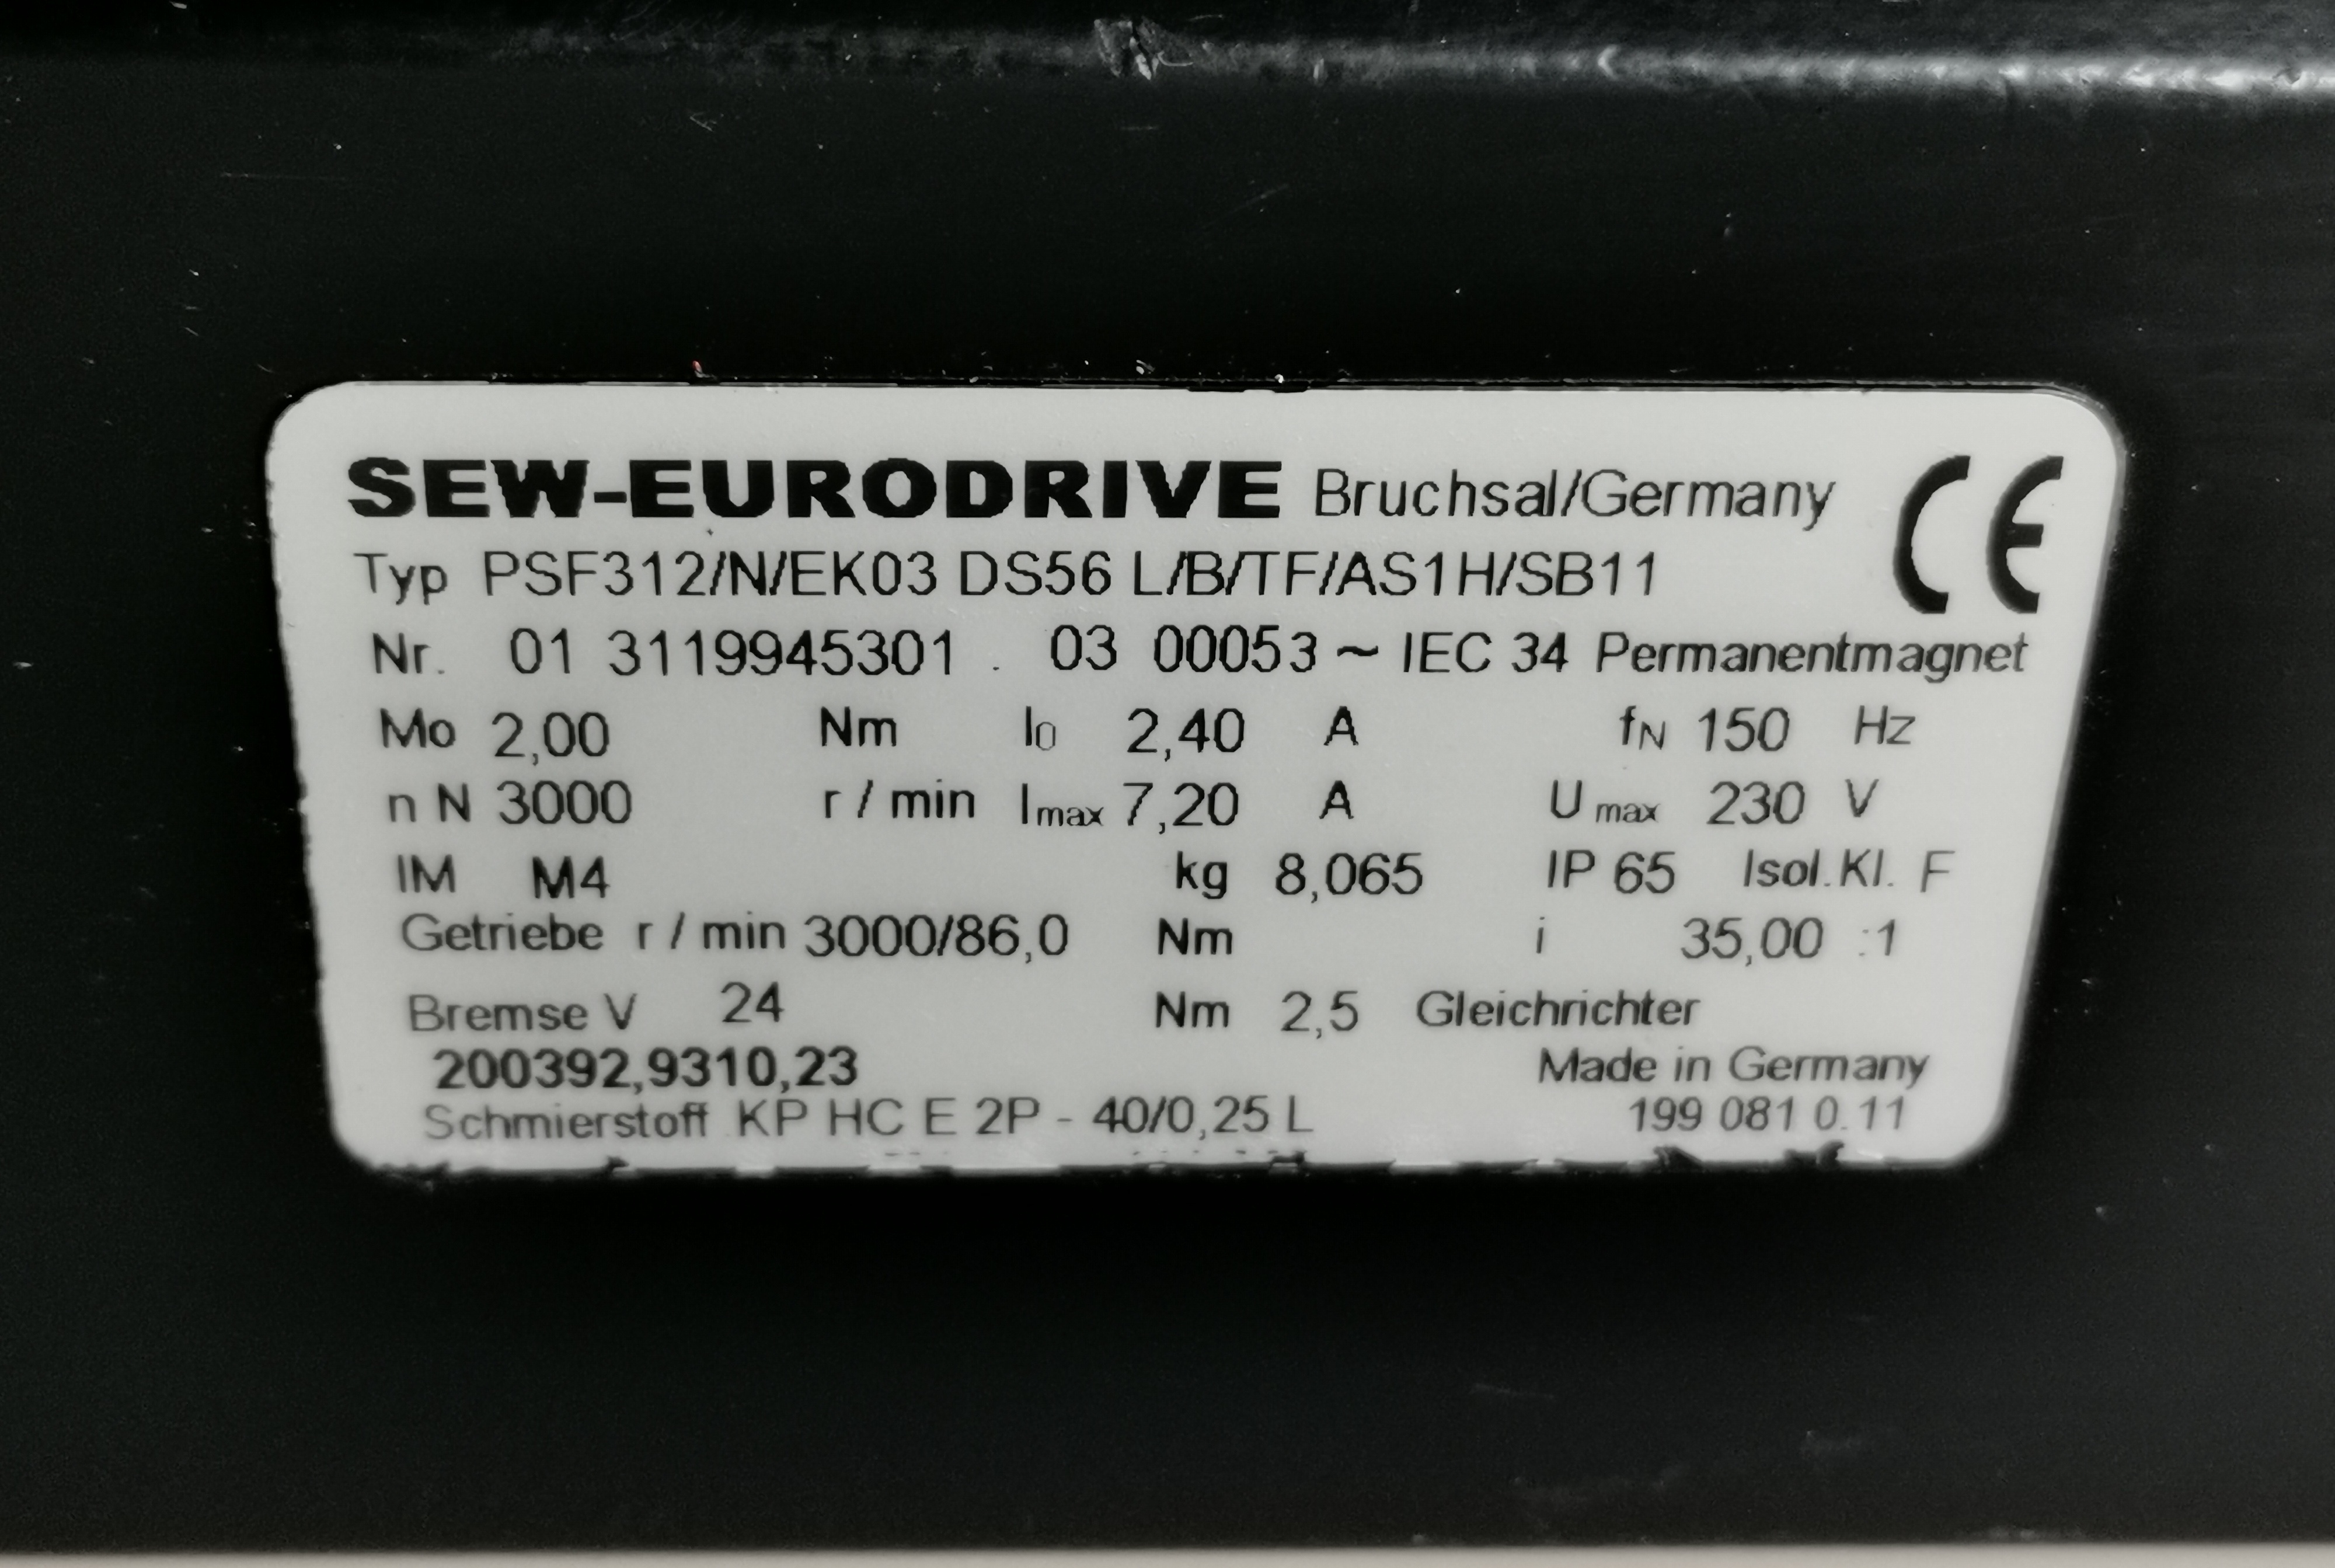 SEW-EURODRIVE Bruchsal/Germany CE
Typ PSF312/N/EK03 DS56 L/B/TF/AS1H/SB11
Nr. 01 3119945301 . 03 00053 ~ IEC 34 Permanentmagnet
Mo 2,00 Nm I0 2,40 A fN 150 Hz
n N 3000 r / min Imax 7,20 A U max 230 V
IM M4 kg 8,065 IP 65 Isol.Kl. F
Getriebe r / min 3000/86,0 Nm i 35,00 :1
Bremse V 24 Nm 2,5 Gleichrichter
200392,9310,23 Made in Germany
Schmierstoff KP HC E 2P - 40/0,25 L 199 081 0.11